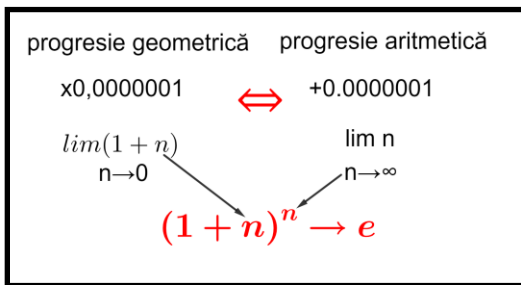 progresie geometrică progresie aritmetică
x0,0000001 ⇔ +0.0000001
lim(1 + n) lim n
n→0 n→∞
(1 + n)ⁿ → e